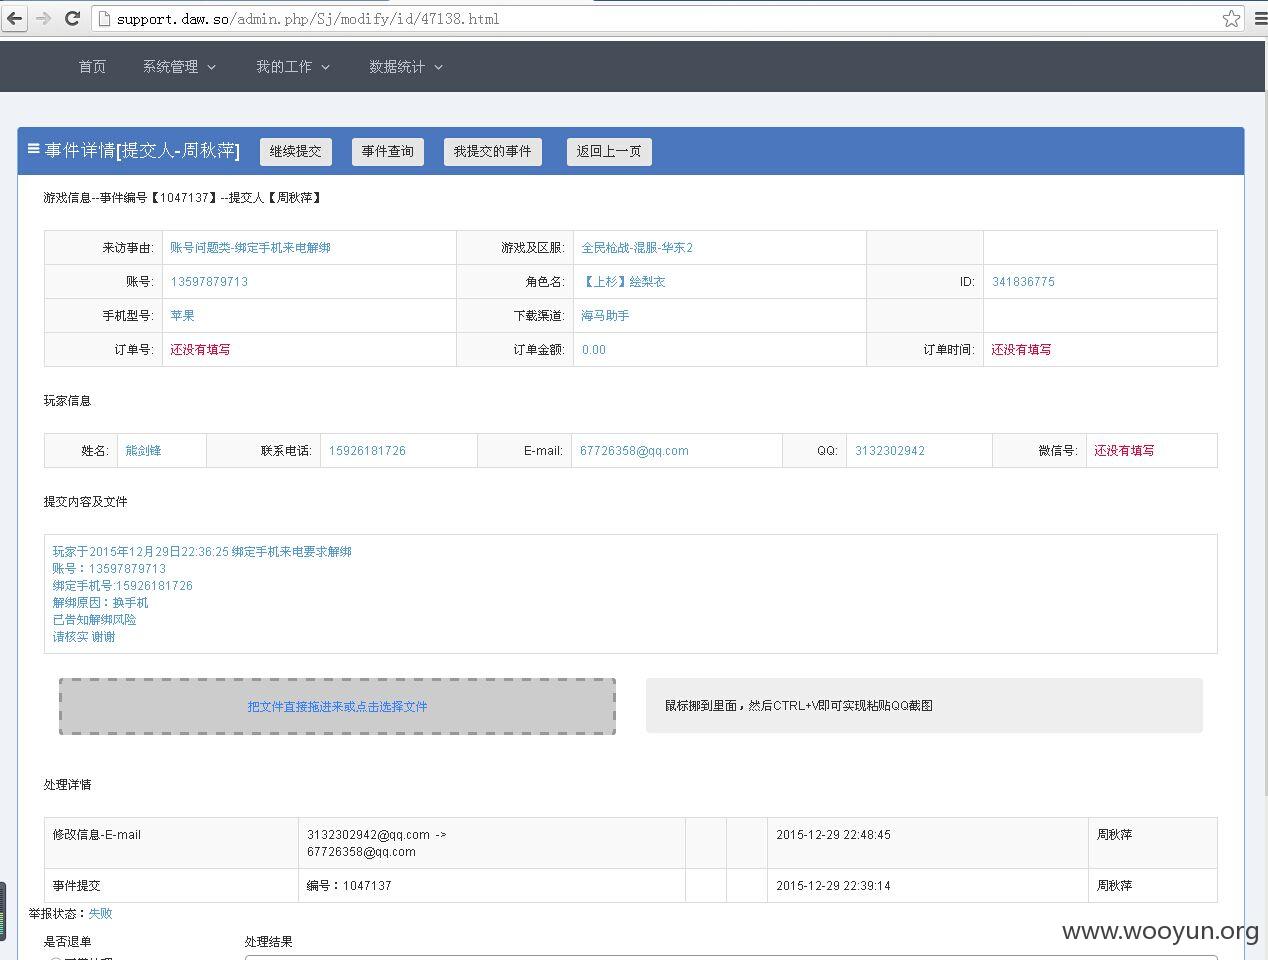 support.daw.so/admin.php/Sj/modify/id/47138.html
首页 系统管理 我的工作 数据统计
事件详情[提交人-周秋萍] 继续提交 事件查询 我提交的事件 返回上一页
游戏信息--事件编号【1047137】--提交人【周秋萍】
来访事由: 账号问题类-绑定手机来电解绑 游戏及区服: 全民枪战-混服-华东2
账号: 13597879713 角色名: 【上杉】绘梨衣 ID: 341836775
手机型号: 苹果 下载渠道: 海马助手
订单号: 还没有填写 订单金额: 0.00 订单时间: 还没有填写
玩家信息
姓名: 熊剑锋 联系电话: 15926181726 E-mail: 67726358@qq.com QQ: 3132302942 微信号: 还没有填写
提交内容及文件
玩家于2015年12月29日22:36:25 绑定手机来电要求解绑
账号：13597879713
绑定手机号:15926181726
解绑原因：换手机
已告知解绑风险
请核实 谢谢
把文件直接拖进来或点击选择文件 鼠标挪到里面，然后CTRL+V即可实现粘贴QQ截图
处理详情
修改信息-E-mail 3132302942@qq.com -> 2015-12-29 22:48:45 周秋萍
67726358@qq.com
事件提交 编号：1047137 2015-12-29 22:39:14 周秋萍
举报状态：失败
是否退单 处理结果
www.wooyun.org